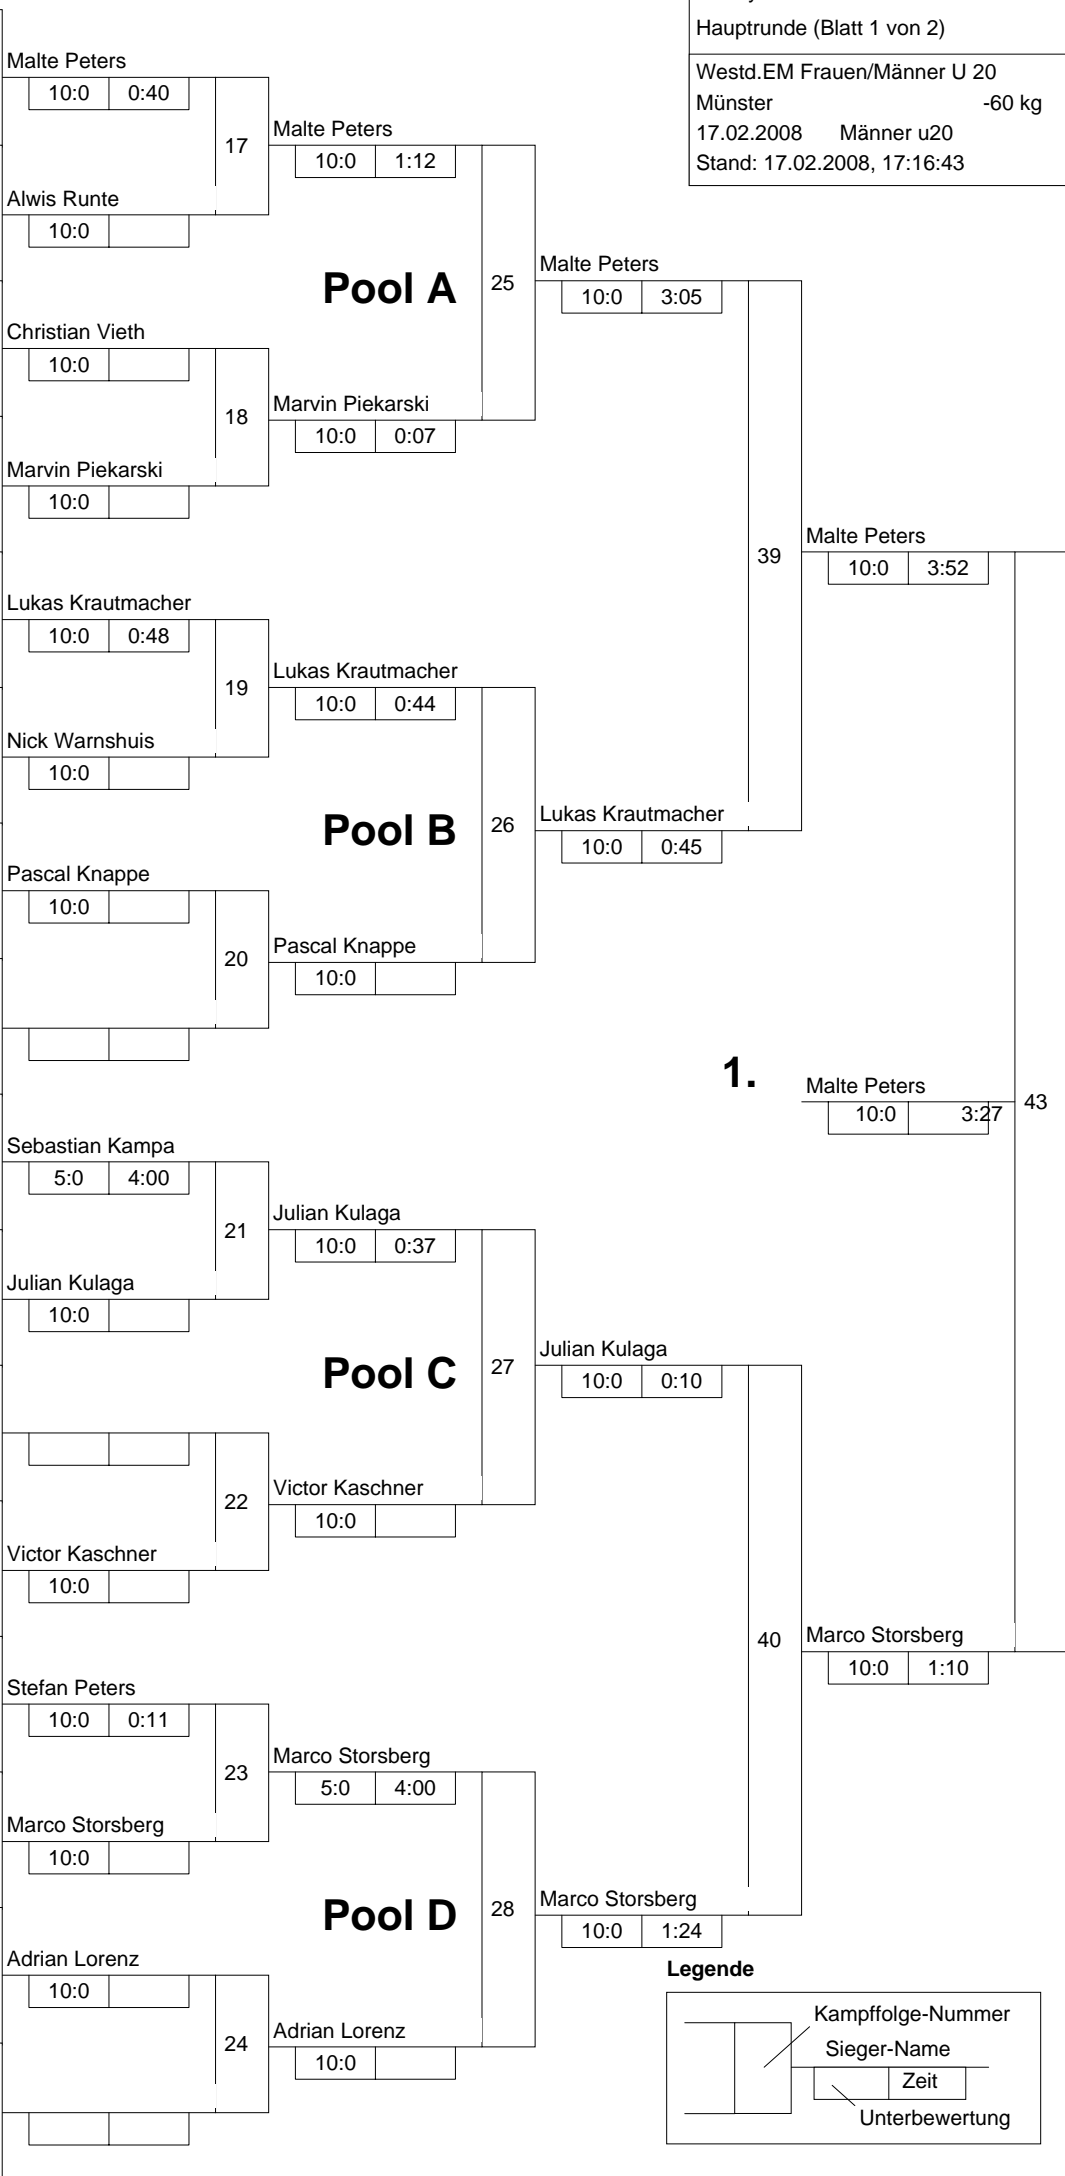 Hauptrunde (Blatt 1 von 2)
Westd.EM Frauen/Männer U 20
Münster -60 kg
17.02.2008 Männer u20
Stand: 17.02.2008, 17:16:43
Malte Peters
10:0 0:40
17
Alwis Runte
10:0
Christian Vieth
10:0
18
Marvin Piekarski
10:0
Lukas Krautmacher
10:0 0:48
19
Nick Warnshuis
10:0
Pascal Knappe
10:0
20
Sebastian Kampa
5:0 4:00
21
Julian Kulaga
10:0
22
Victor Kaschner
10:0
Stefan Peters
10:0 0:11
23
Marco Storsberg
10:0
Adrian Lorenz
10:0
24
Malte Peters
10:0 1:12
Pool A 25
Marvin Piekarski
10:0 0:07
Lukas Krautmacher
10:0 0:44
Pool B 26
Pascal Knappe
10:0
Julian Kulaga
10:0 0:37
Pool C 27
Victor Kaschner
10:0
Marco Storsberg
5:0 4:00
Pool D 28
Adrian Lorenz
10:0
Malte Peters
10:0 3:05
39
Lukas Krautmacher
10:0 0:45
Julian Kulaga
10:0 0:10
40
Marco Storsberg
10:0 1:24
Malte Peters
10:0 3:52
1. Malte Peters
10:0 3:27
43
Marco Storsberg
10:0 1:10
Legende
Kampffolge-Nummer
Sieger-Name
Zeit
Unterbewertung